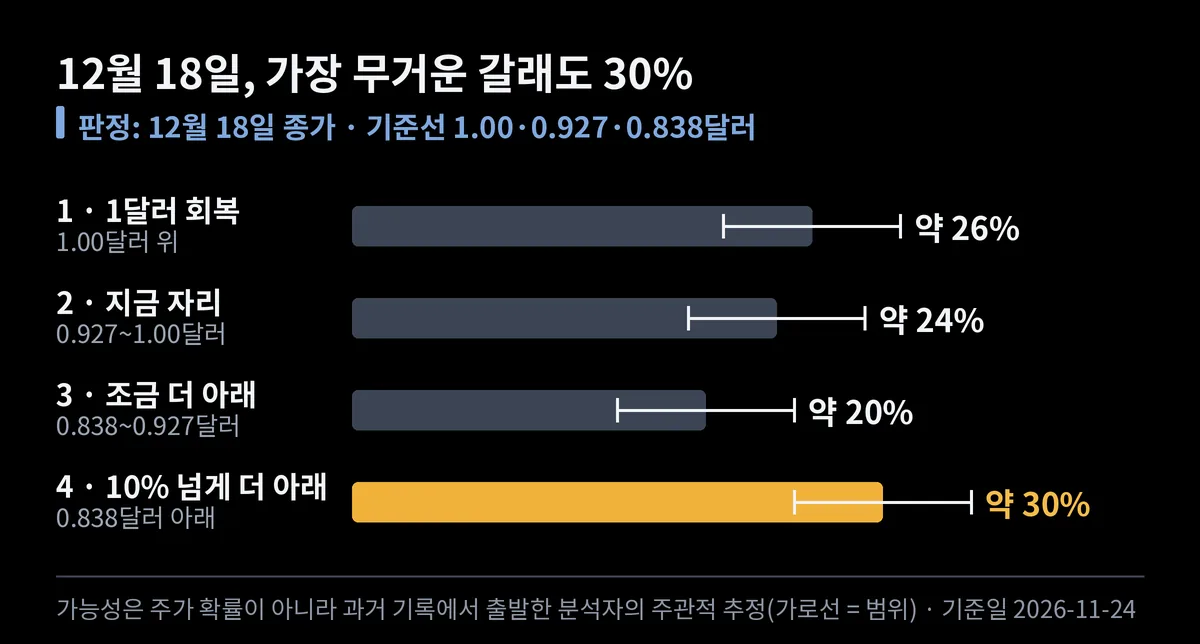 12월 18일, 가장 무거운 갈래도 30%
판정: 12월 18일 종가 · 기준선 1.00·0.927·0.838달러
1 · 1달러 회복
1.00달러 위
약 26%
2 · 지금 자리
0.927~1.00달러
약 24%
3 · 조금 더 아래
0.838~0.927달러
약 20%
4 · 10% 넘게 더 아래
0.838달러 아래
약 30%
가능성은 주가 확률이 아니라 과거 기록에서 출발한 분석자의 주관적 추정(가로선 = 범위) · 기준일 2026-11-24